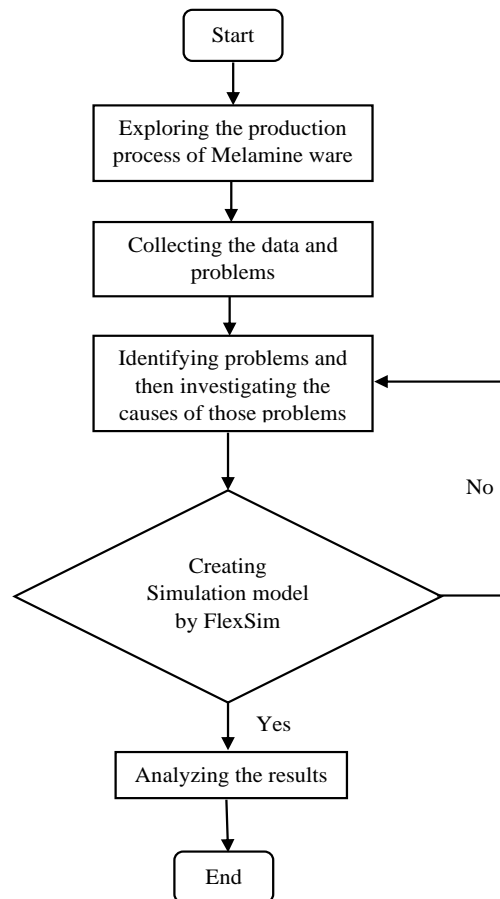 Start
Exploring the production
process of Melamine ware
Collecting the data and
problems
Identifying problems and
then investigating the
causes of those problems
No
Creating
Simulation model
by FlexSim
Yes
Analyzing the results
End